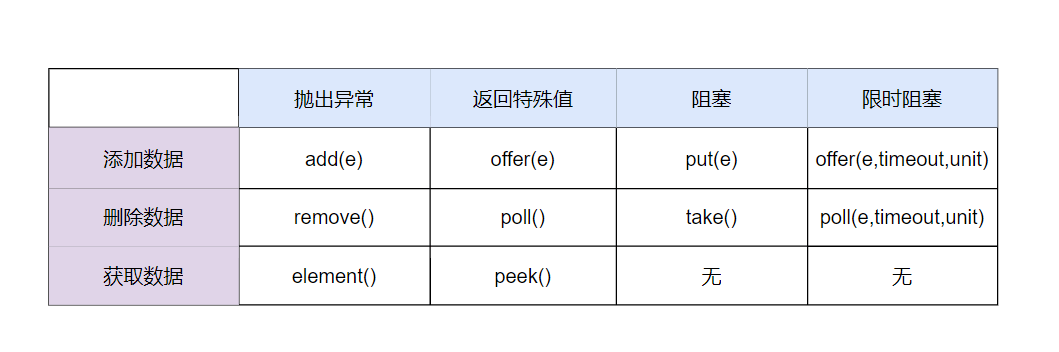 抛出异常 返回特殊值 阻塞 限时阻塞
添加数据 add(e) offer(e) put(e) offer(e,timeout,unit)
删除数据 remove() poll() take() poll(e,timeout,unit)
获取数据 element() peek() 无 无